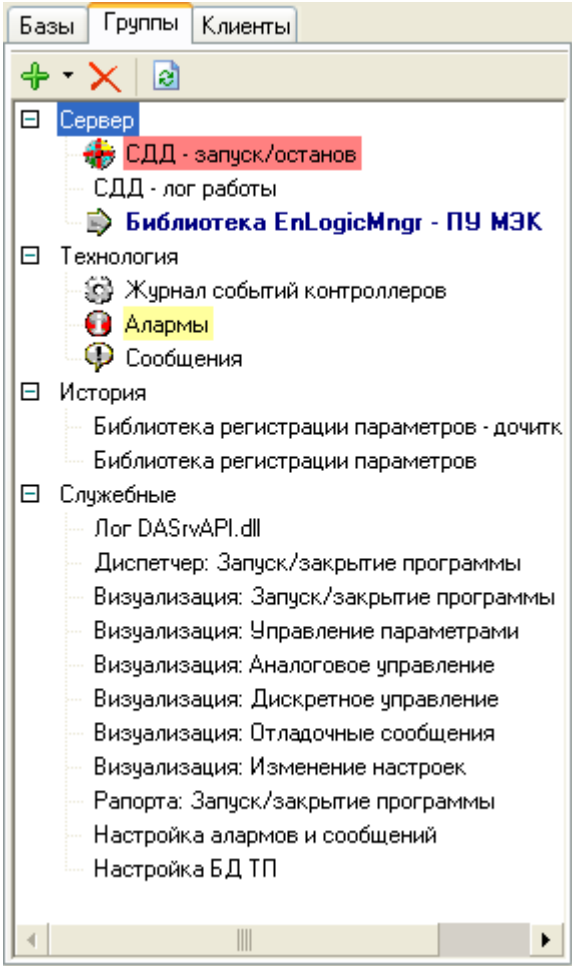 Базы Группы Клиенты
Сервер
СДД - запуск/останов
СДД - лог работы
Библиотека EnLogicMngr - ПУ МЭК
Технология
Журнал событий контроллеров
Алармы
Сообщения
История
Библиотека регистрации параметров - дочитк
Библиотека регистрации параметров
Служебные
Лог DASrvAPI.dll
Диспетчер: Запуск/закрытие программы
Визуализация: Запуск/закрытие программы
Визуализация: Управление параметрами
Визуализация: Аналоговое управление
Визуализация: Дискретное управление
Визуализация: Отладочные сообщения
Визуализация: Изменение настроек
Рапорта: Запуск/закрытие программы
Настройка алармов и сообщений
Настройка БД ТП